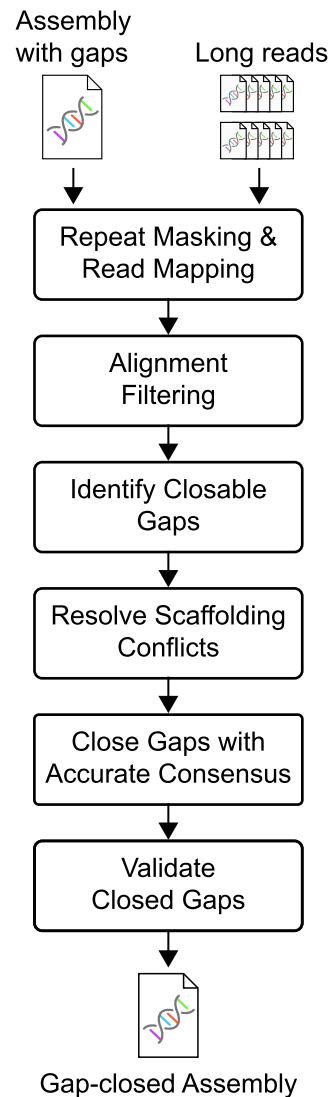 Assembly
with gaps
Long reads
Repeat Masking &
Read Mapping
Alignment
Filtering
Identify Closable
Gaps
Resolve Scaffolding
Conflicts
Close Gaps with
Accurate Consensus
Validate
Closed Gaps
Gap-closed Assembly